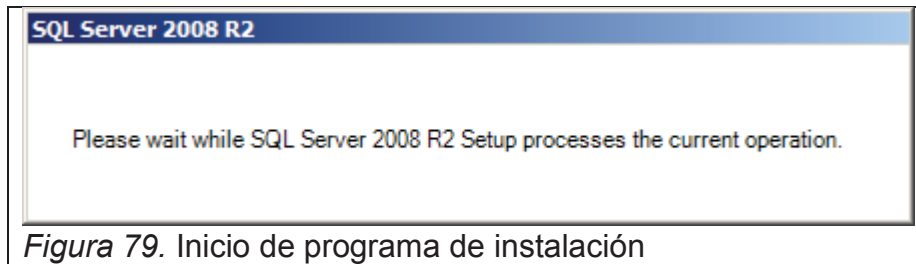 SQL Server 2008 R2
Please wait while SQL Server 2008 R2 Setup processes the current operation.
Figura 79. Inicio de programa de instalación